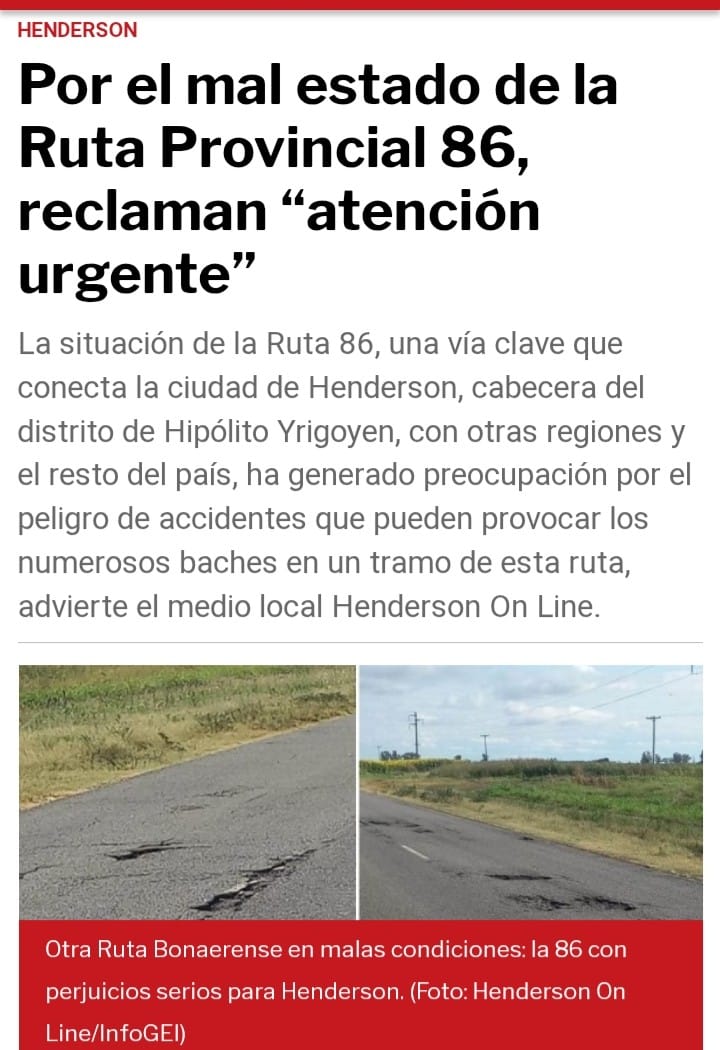 HENDERSON
Por el mal estado de la
Ruta Provincial 86,
reclaman “atención
urgente”
La situación de la Ruta 86, una vía clave que
conecta la ciudad de Henderson, cabecera del
distrito de Hipólito Yrigoyen, con otras regiones y
el resto del país, ha generado preocupación por el
peligro de accidentes que pueden provocar los
numerosos baches en un tramo de esta ruta,
advierte el medio local Henderson On Line.
Otra Ruta Bonaerense en malas condiciones: la 86 con
perjuicios serios para Henderson. (Foto: Henderson On
Line/InfoGEI)